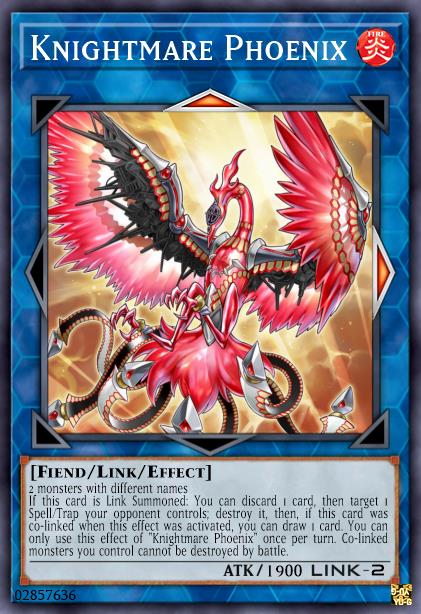 Knightmare Phoenix
FIRE
炎
[Fiend/Link/Effect]
2 monsters with different names
If this card is Link Summoned: You can discard 1 card, then target 1
Spell/Trap your opponent controls; destroy it, then, if this card was
co-linked when this effect was activated, you can draw 1 card. You can
only use this effect of "Knightmare Phoenix" once per turn. Co-linked
monsters you control cannot be destroyed by battle.
ATK/1900 LINK-2
02857636